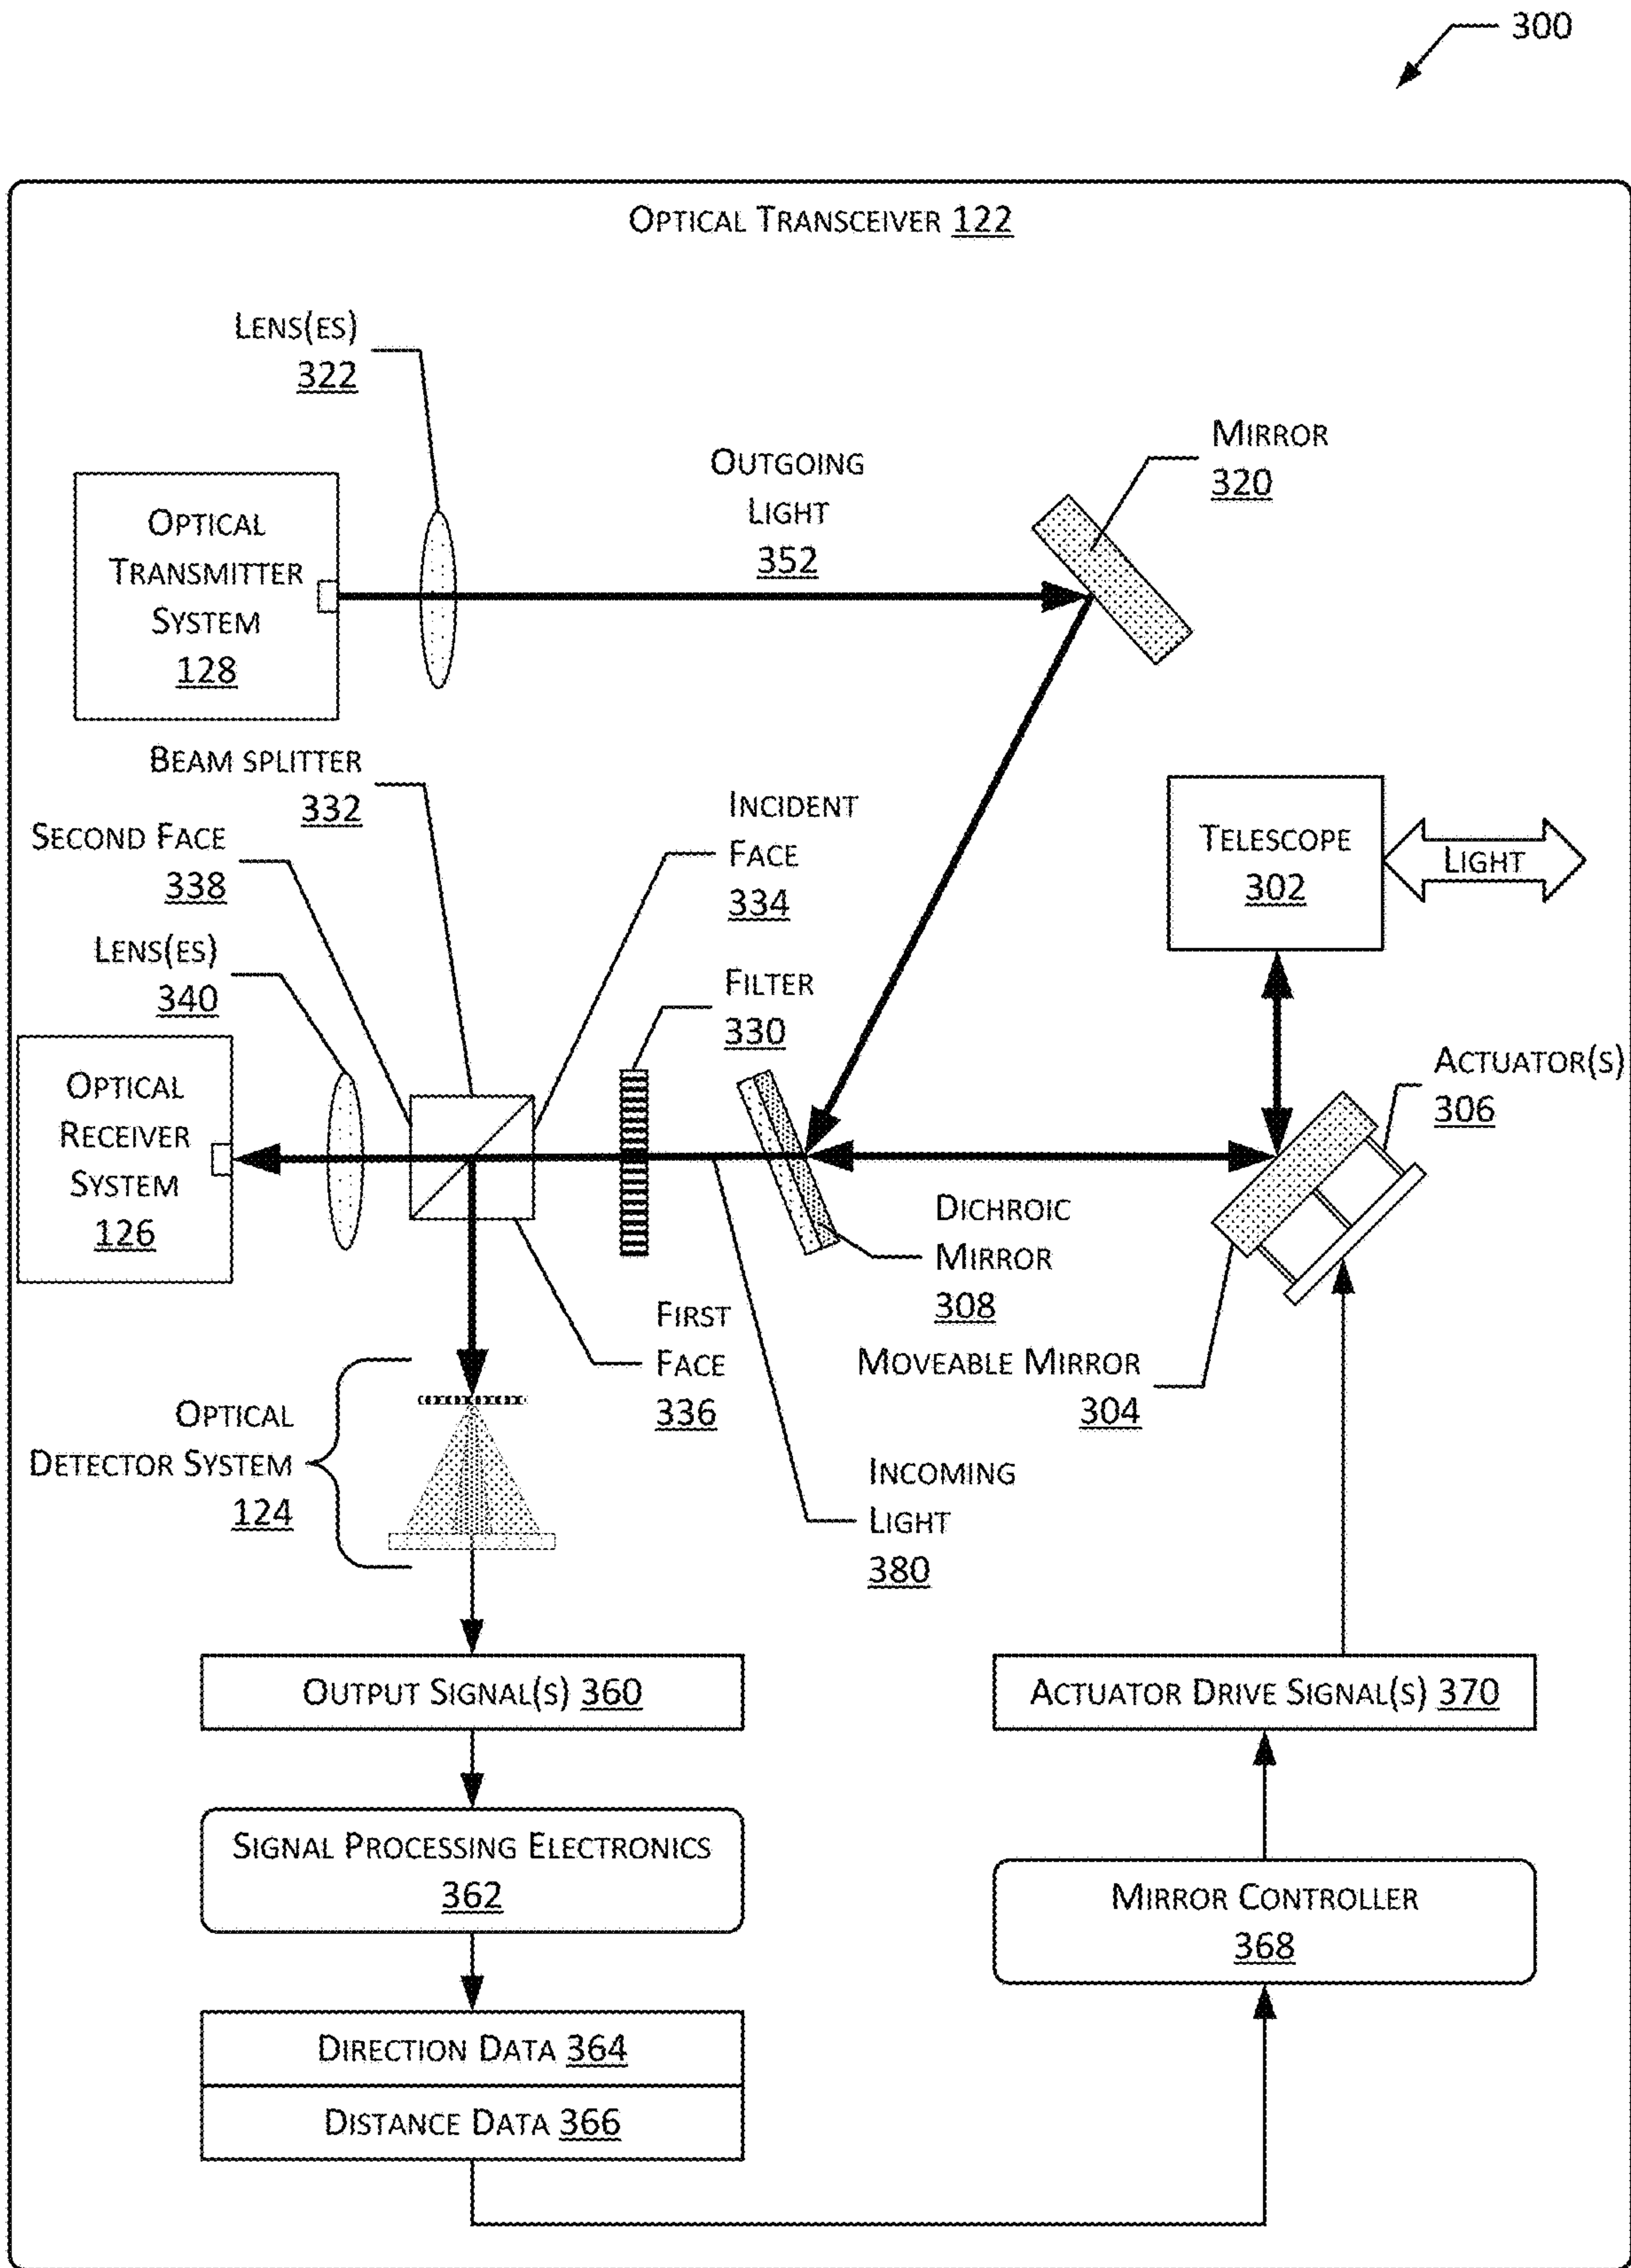 300
OPTICAL TRANSCEIVER 122
LENS(ES)
322
OPTICAL
TRANSMITTER
SYSTEM
128
OUTGOING
LIGHT
352
MIRROR
320
BEAM SPLITTER
332
SECOND FACE
338
LENS(ES)
340
INCIDENT
FACE
334
FILTER
330
TELESCOPE
302
LIGHT
OPTICAL
RECEIVER
SYSTEM
126
ACTUATOR(S)
306
DICHROIC
MIRROR
308
FIRST
FACE
336
MOVEABLE MIRROR
304
OPTICAL
DETECTOR SYSTEM
124
INCOMING
LIGHT
380
OUTPUT SIGNAL(S) 360
ACTUATOR DRIVE SIGNAL(S) 370
SIGNAL PROCESSING ELECTRONICS
362
MIRROR CONTROLLER
368
DIRECTION DATA 364
DISTANCE DATA 366